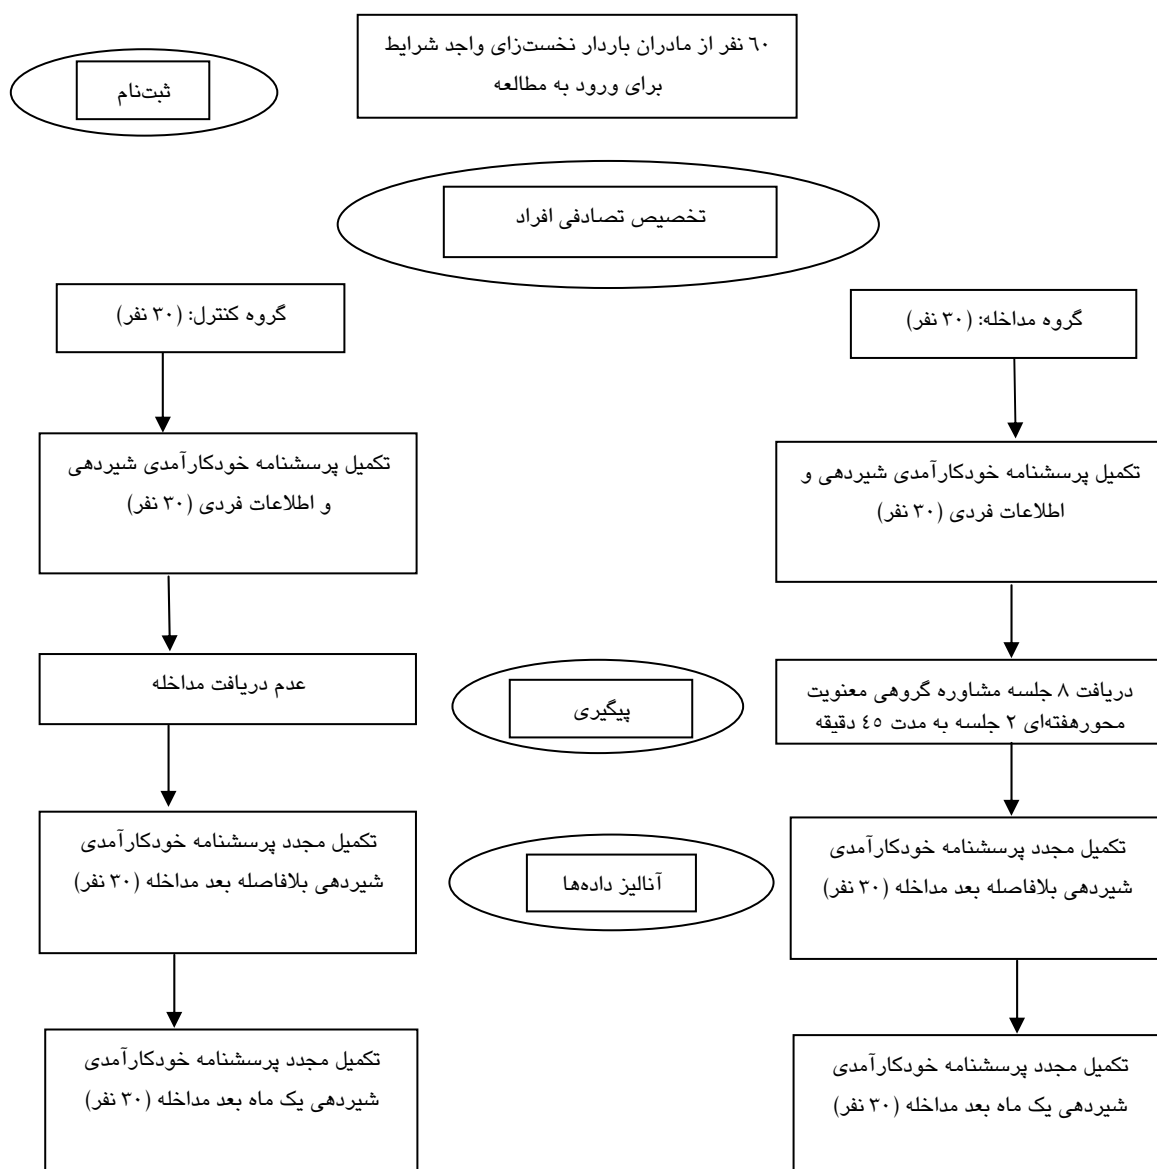 ۶۰ نفر از مادران باردار نخست‌زای واجد شرایط
برای ورود به مطالعه
ثبت‌نام
تخصیص تصادفی افراد
گروه مداخله: (۳۰ نفر)
گروه کنترل: (۳۰ نفر)
تکمیل پرسشنامه خودکارآمدی شیردهی و
اطلاعات فردی (۳۰ نفر)
تکمیل پرسشنامه خودکارآمدی شیردهی
و اطلاعات فردی (۳۰ نفر)
دریافت ۸ جلسه مشاوره گروهی معنویت
محورهفته‌ای ۲ جلسه به مدت ٤٥ دقیقه
پیگیری
عدم دریافت مداخله
تکمیل مجدد پرسشنامه خودکارآمدی
شیردهی بلافاصله بعد مداخله (۳۰ نفر)
آنالیز داده‌ها
تکمیل مجدد پرسشنامه خودکارآمدی
شیردهی بلافاصله بعد مداخله (۳۰ نفر)
تکمیل مجدد پرسشنامه خودکارآمدی
شیردهی یک ماه بعد مداخله (۳۰ نفر)
تکمیل مجدد پرسشنامه خودکارآمدی
شیردهی یک ماه بعد مداخله (۳۰ نفر)